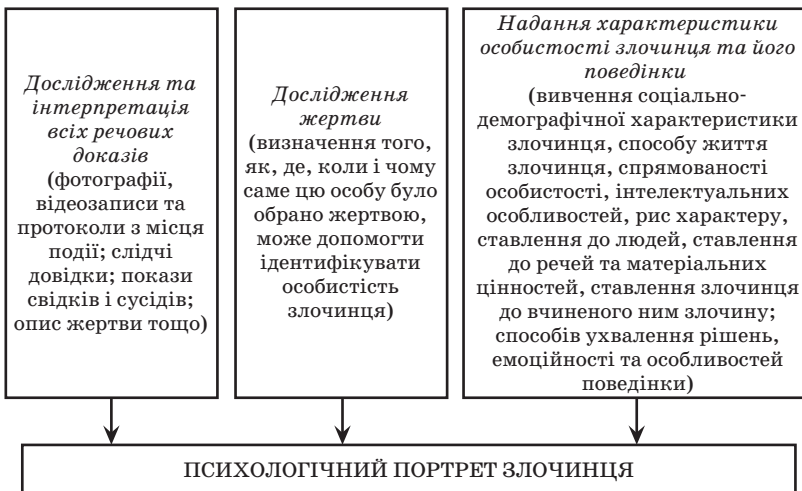 Дослідження та
інтерпретація
всіх речових
доказів
(фотографії,
відеозаписи та
протоколи з місця
події; слідчі
довідки; покази
свідків і сусідів;
опис жертви тощо)
Дослідження
жертви
(визначення того,
як, де, коли і чому
саме цю особу було
обрано жертвою,
може допомогти
ідентифікувати
особистість
злочинця)
Надання характеристики
особистості злочинця та його
поведінки
(вивчення соціально-
демографічної характеристики
злочинця, способу життя
злочинця, спрямованості
особистості, інтелектуальних
особливостей, рис характеру,
ставлення до людей, ставлення
до речей та матеріальних
цінностей, ставлення злочинця
до вчиненого ним злочину;
способів ухвалення рішень,
емоційності та особливостей
поведінки)
ПСИХОЛОГІЧНИЙ ПОРТРЕТ ЗЛОЧИНЦЯ